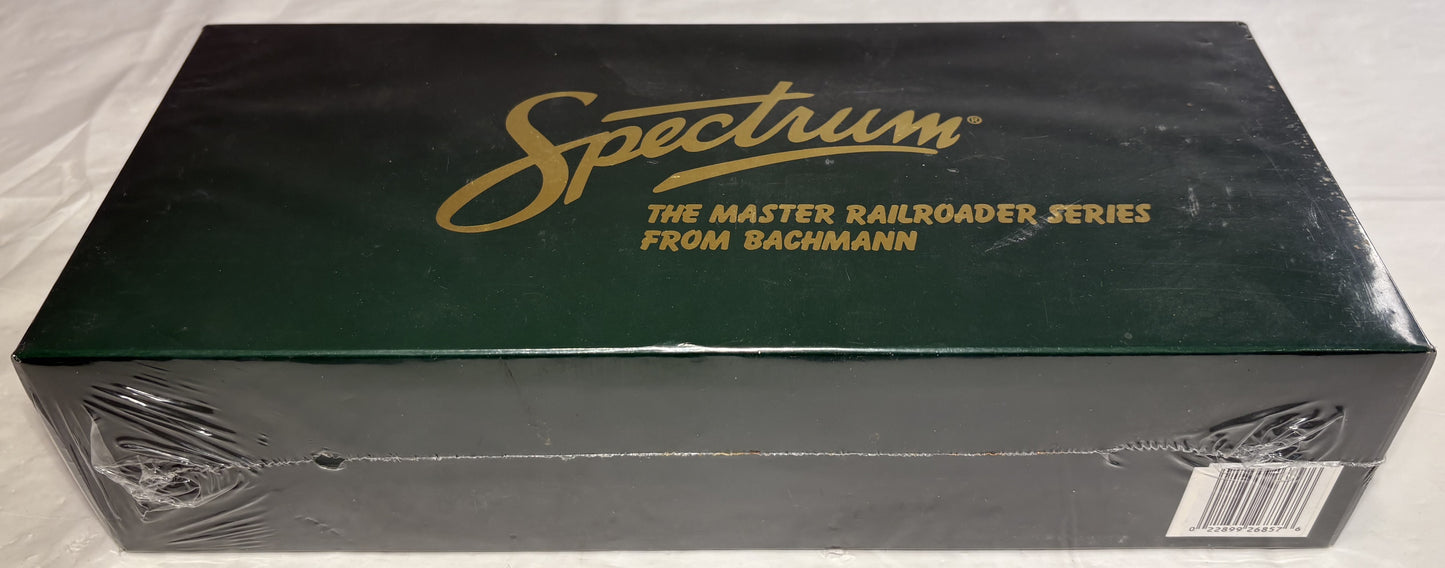 Spectrum®
THE MASTER RAILROADER SERIES
FROM BACHMANN
0 22899 26857 6